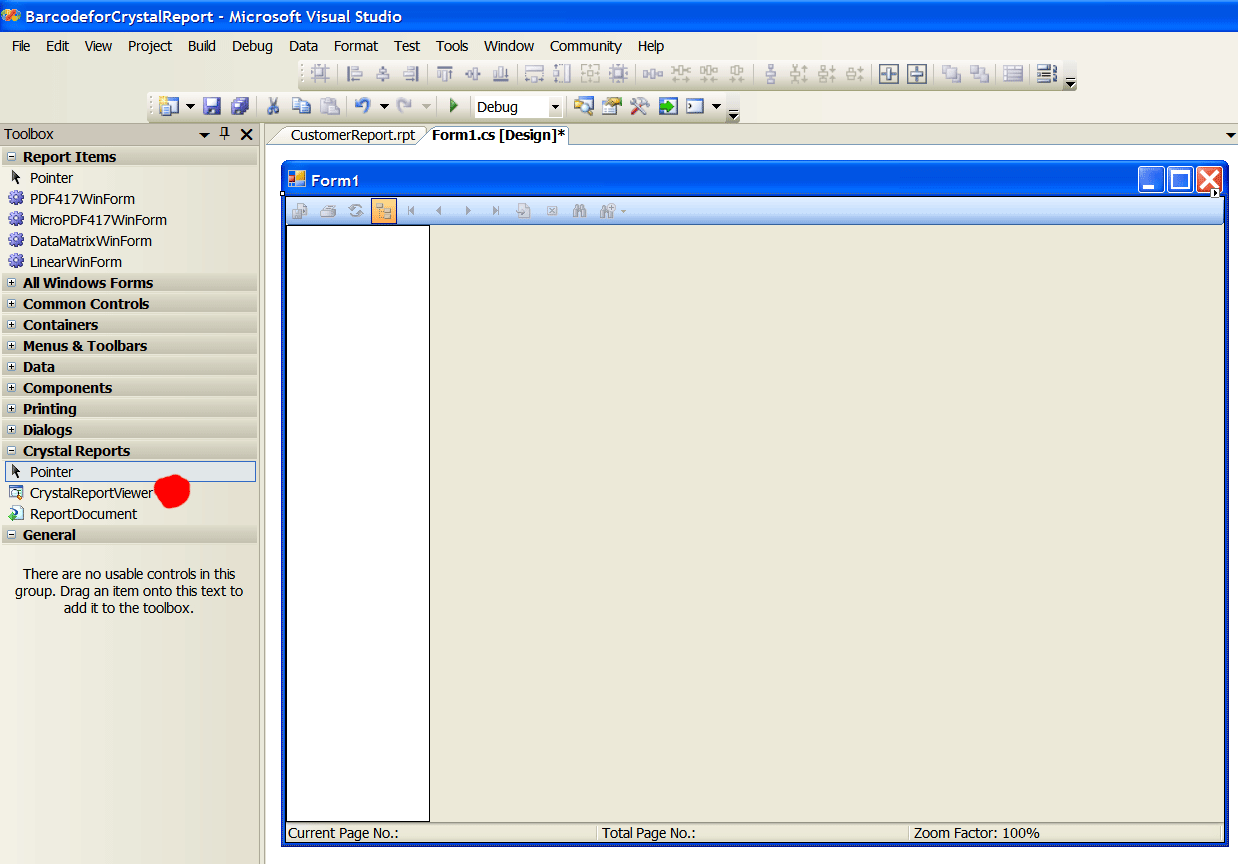 BarcodeforCrystalReport - Microsoft Visual Studio
File Edit View Project Build Debug Data Format Test Tools Window Community Help
Debug
Toolbox
CustomerReport.rpt Form1.cs [Design]*
Report Items
Pointer
PDF417WinForm
MicroPDF417WinForm
DataMatrixWinForm
LinearWinForm
All Windows Forms
Common Controls
Containers
Menus & Toolbars
Data
Components
Printing
Dialogs
Crystal Reports
Pointer
CrystalReportViewer
ReportDocument
General
There are no usable controls in this
group. Drag an item onto this text to
add it to the toolbox.
Form1
Current Page No.: Total Page No.: Zoom Factor: 100%